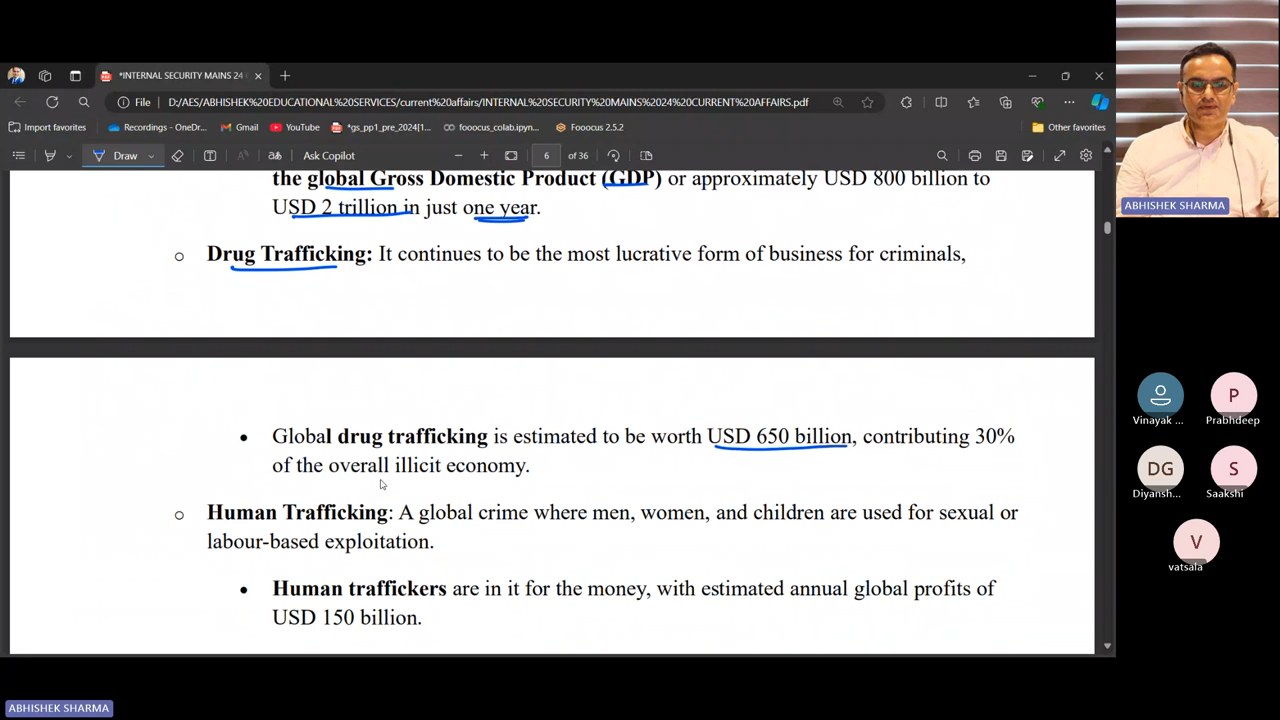 *INTERNAL SECURITY MAINS 24
File
D:/AES/ABHISHEK%20EDUCATIONAL%20SERVICES/current%20affairs/INTERNAL%20SECURITY%20MAINS%202024%20CURRENT%20AFFAIRS.pdf
Import favorites
Recordings - OneDr...
Gmail
YouTube
*gs_pp1_pre_2024[1...
fooocus_colab.ipyn...
Fooocus 2.5.2
Other favorites
Draw
Ask Copilot
6 of 36
the global Gross Domestic Product (GDP) or approximately USD 800 billion to
USD 2 trillion in just one year.
Drug Trafficking: It continues to be the most lucrative form of business for criminals,
Global drug trafficking is estimated to be worth USD 650 billion, contributing 30%
of the overall illicit economy.
Human Trafficking: A global crime where men, women, and children are used for sexual or
labour-based exploitation.
Human traffickers are in it for the money, with estimated annual global profits of
USD 150 billion.
ABHISHEK SHARMA
Vinayak ...
P
Prabhdeep
DG
Diyansh...
S
Saakshi
V
vatsala
ABHISHEK SHARMA